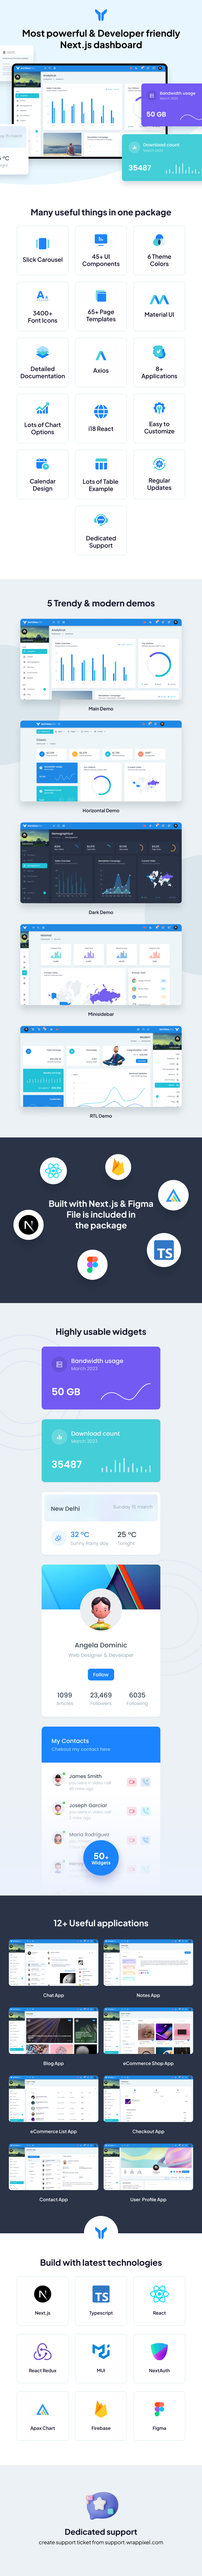 Most powerful & Developer friendly
Next.js dashboard
Bandwidth usage
March 2023
50 GB
Download count
March 2023
35487
Many useful things in one package
Slick Carousel
45+ UI
Components
6 Theme
Colors
3400+
Font Icons
65+ Page
Templates
Material UI
Detailed
Documentation
Axios
8+
Applications
Lots of Chart
Options
i18 React
Easy to
Customize
Calendar
Design
Lots of Table
Example
Regular
Updates
Dedicated
Support
5 Trendy & modern demos
Main Demo
Horizontal Demo
Dark Demo
Minisidebar
RTL Demo
Built with Next.js & Figma
File is included in
the package
Highly usable widgets
Bandwidth usage
March 2023
50 GB
Download count
March 2023
35487
New Delhi
Sunday 15 march
32 °C
Sunny Rainy day
25 °C
Tonight
Angela Dominic
Web Designer & Developer
Follow
1099
Articles
23,469
Followers
6035
Following
My Contacts
Chekout my contact here
James Smith
Joseph Garciar
Maria Rodriguez
50+
Widgets
12+ Useful applications
Chat App
Notes App
Blog App
eCommerce Shop App
eCommerce List App
Checkout App
Contact App
User Profile App
Build with latest technologies
Next.js
Typescript
React
React Redux
MUI
NextAuth
Apax Chart
Firebase
Figma
Dedicated support
create support ticket from support.wrappixel.com